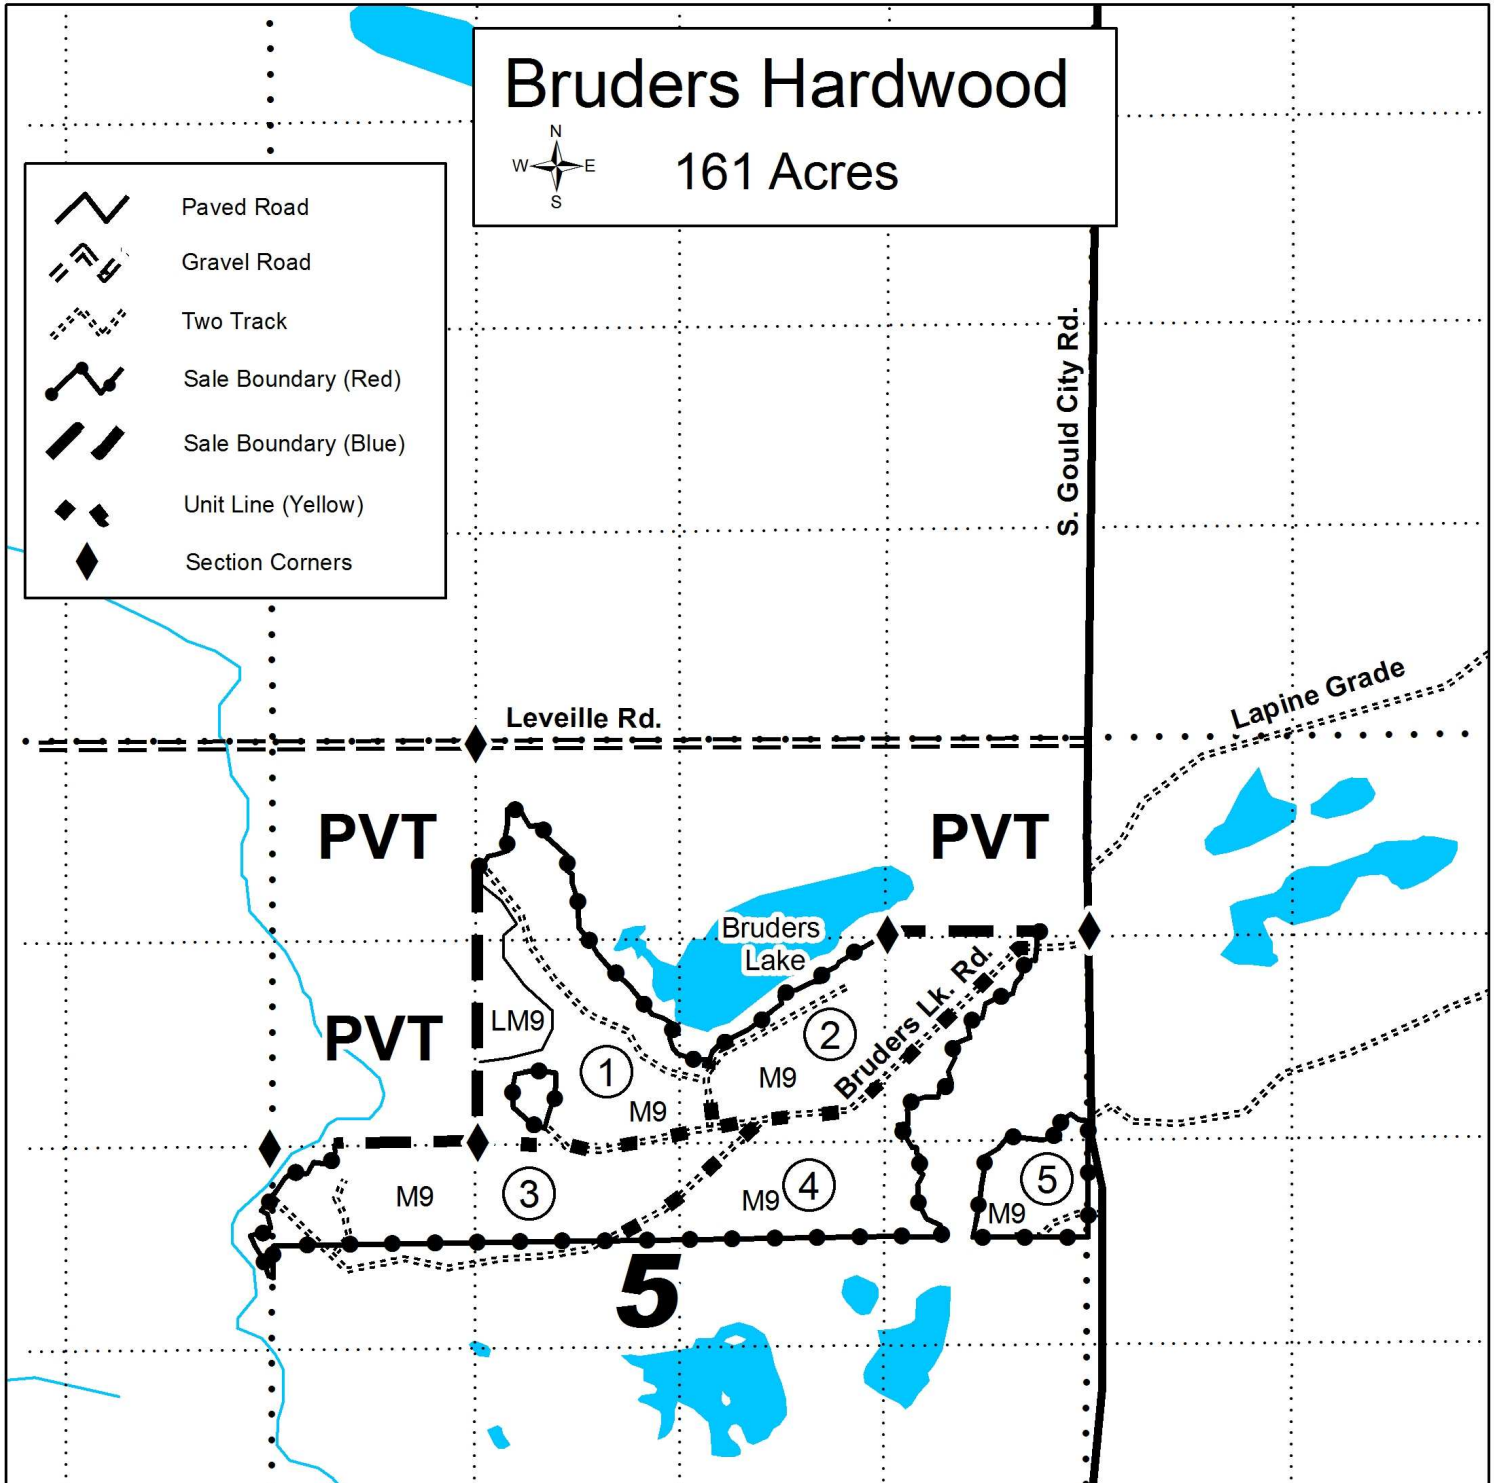 Bruders Hardwood
N
W E
S
161 Acres
Paved Road
Gravel Road
Two Track
Sale Boundary (Red)
Sale Boundary (Blue)
Unit Line (Yellow)
Section Corners
S. Gould City Rd.
Lapine Grade
Leveille Rd.
PVT
PVT
Bruders
Lake
Bruders Lk. Rd.
PVT
LM9
1
2
M9
M9
M9
3
M9
4
5
M9
5